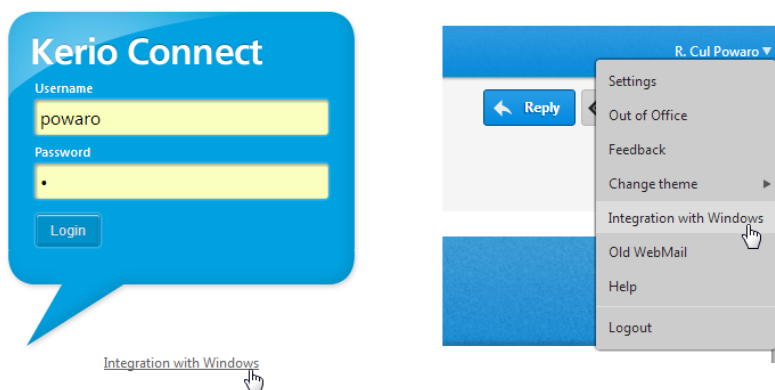 Kerio Connect
Username
powaro
Password
•
Login
Integration with Windows
R. Cul Powaro ▼
Reply
Settings
Out of Office
Feedback
Change theme ▶
Integration with Windows
Old WebMail
Help
Logout